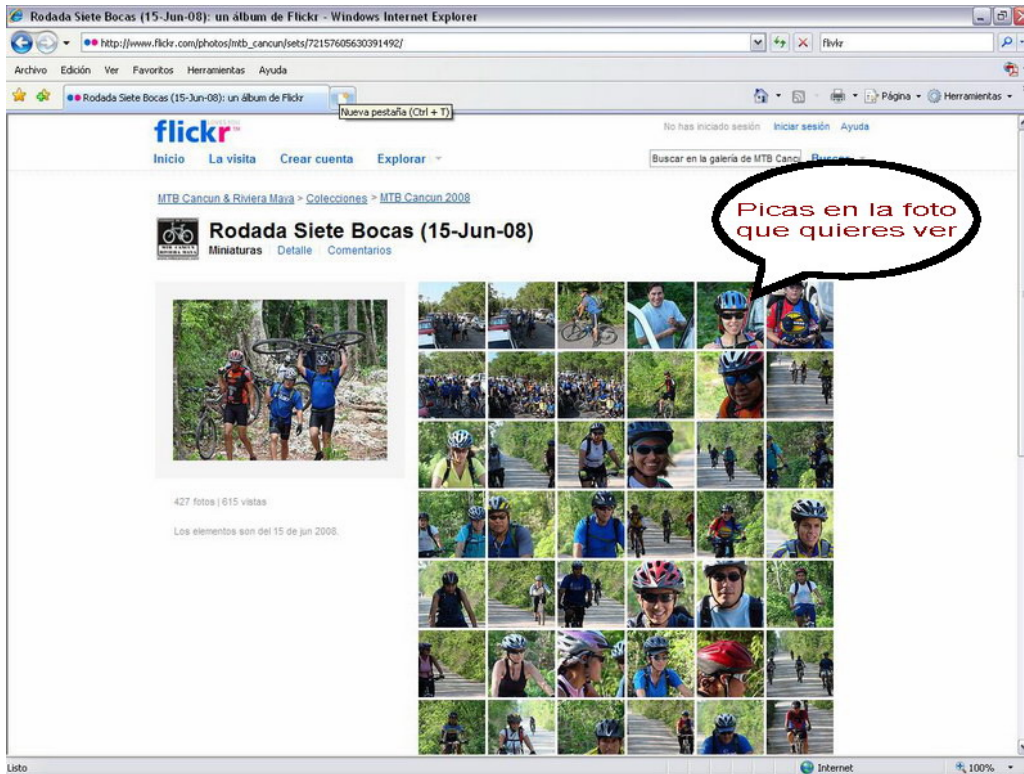 Rodada Siete Bocas (15-Jun-08): un álbum de Flickr - Windows Internet Explorer
http://www.flickr.com/photos/mtb_cancun/sets/72157605630391492/
flivkr
Archivo Edición Ver Favoritos Herramientas Ayuda
Rodada Siete Bocas (15-Jun-08): un álbum de Flickr
Página
Herramientas
Nueva pestaña (Ctrl + T)
flickr
No has iniciado sesión Iniciar sesión Ayuda
Inicio La visita Crear cuenta Explorar
Buscar en la galería de MTB
MTB Cancun & Riviera Maya > Colecciones > MTB Cancun 2008
Picas en la foto
que quieres ver
Rodada Siete Bocas (15-Jun-08)
Miniaturas Detalle Comentarios
427 fotos | 615 vistas
Los elementos son del 15 de jun 2008.
Listo
Internet
100%